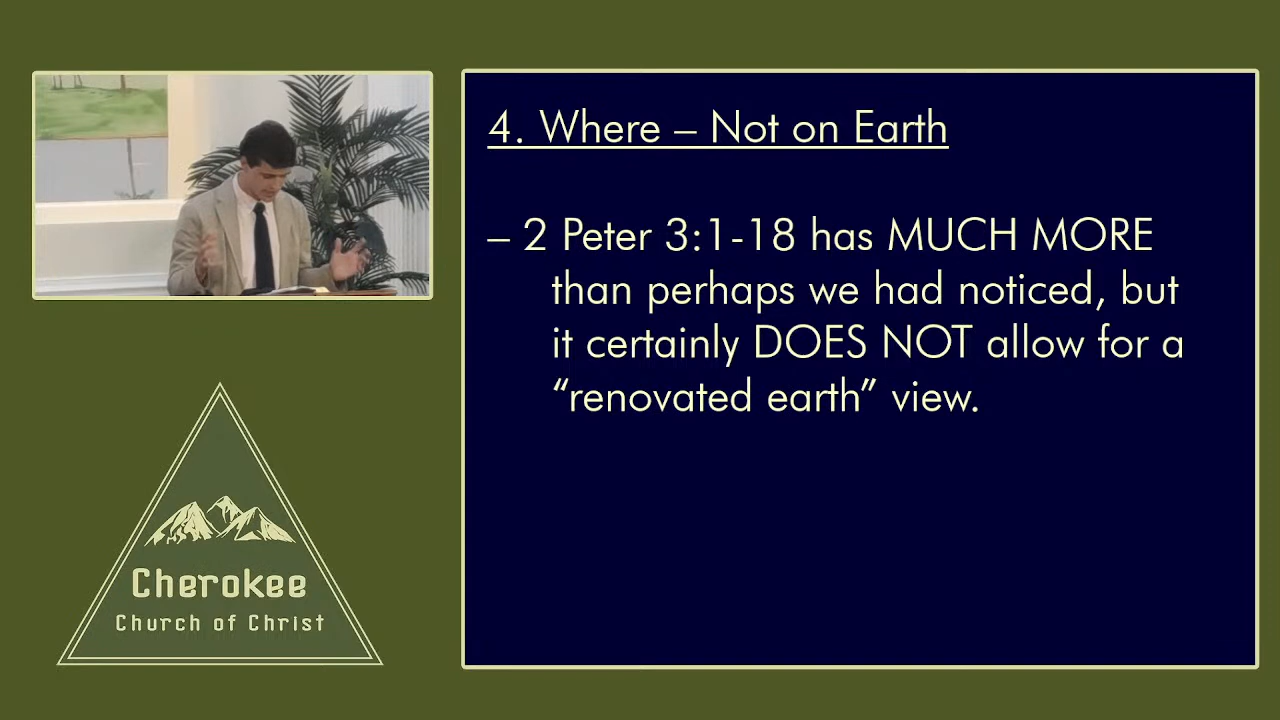 4. Where – Not on Earth
– 2 Peter 3:1-18 has MUCH MORE
than perhaps we had noticed, but
it certainly DOES NOT allow for a
“renovated earth” view.
Cherokee
Church of Christ